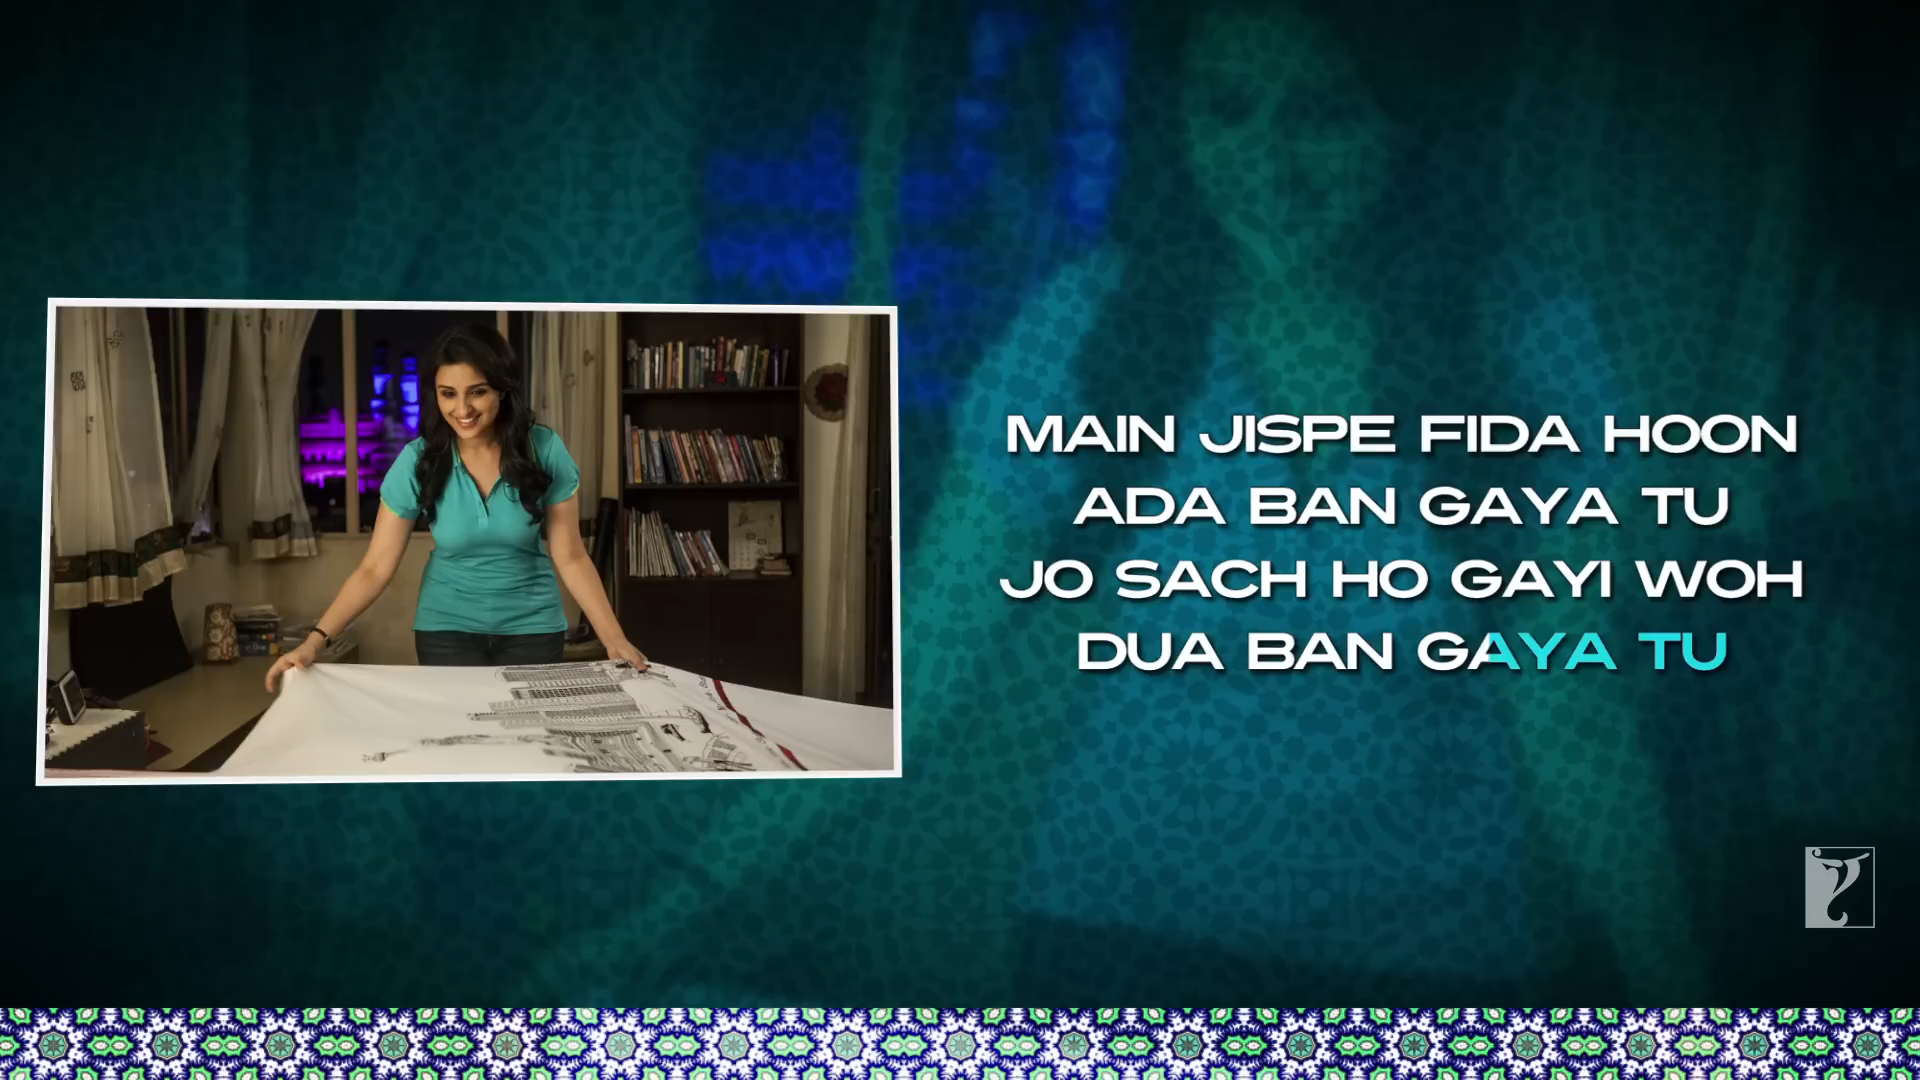 MAIN JISPE FIDA HOON
ADA BAN GAYA TU
JO SACH HO GAYI WOH
DUA BAN GAYA TU